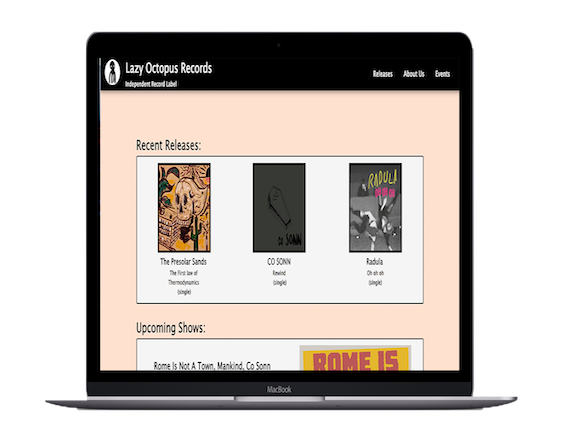 Lazy Octopus Records
Independent Record Label
Releases About Us Events
Recent Releases:
RADULA
CO SONN
The Presolar Sands
The First law of
Thermodynamics
(single)
CO SONN
Rewind
(single)
Radula
Oh oh oh
(single)
Upcoming Shows:
Rome Is Not A Town, Mankind, Co Sonn
ROME IS
MacBook